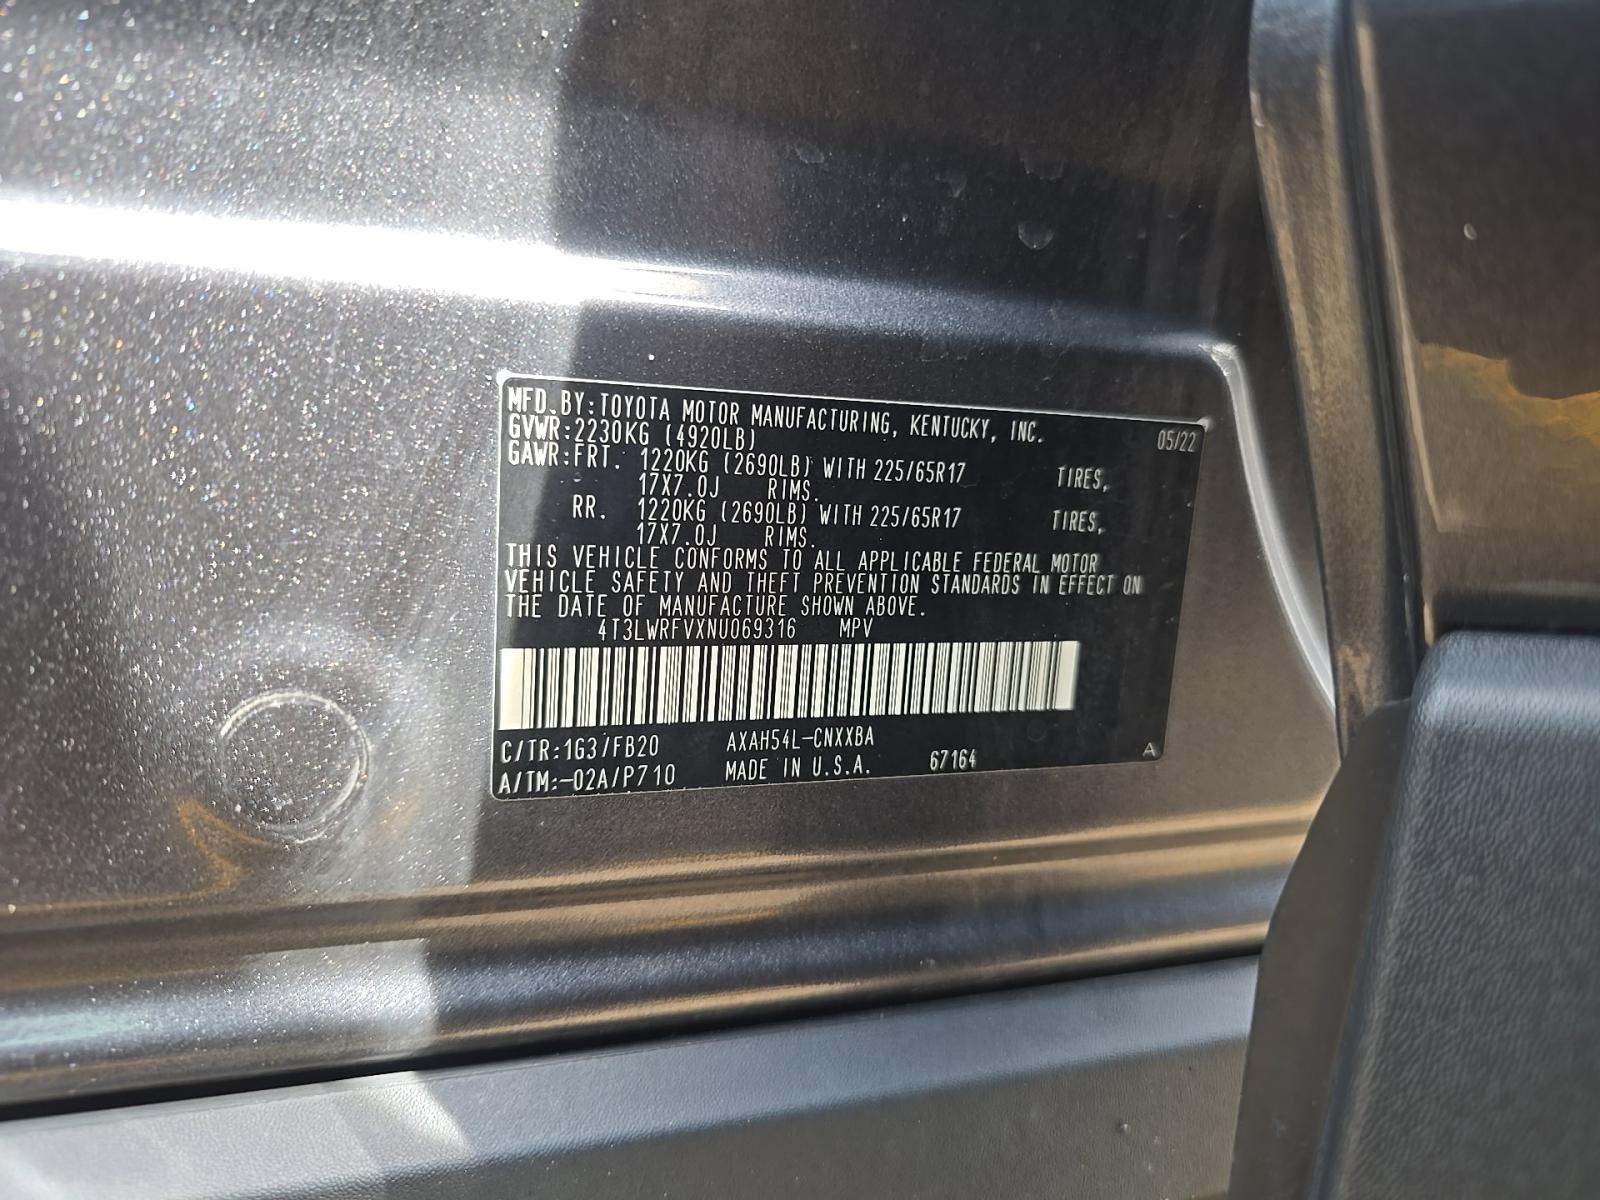 MFD.BY:TOYOTA MOTOR MANUFACTURING, KENTUCKY, INC. 05/22
GVWR:2230KG (4920LB)
GAWR:FRT. 1220KG (2690LB) WITH 225/65R17 TIRES,
17X7.0J RIMS.
RR. 1220KG (2690LB) WITH 225/65R17 TIRES,
17X7.0J RIMS.
THIS VEHICLE CONFORMS TO ALL APPLICABLE FEDERAL MOTOR
VEHICLE SAFETY AND THEFT PREVENTION STANDARDS IN EFFECT ON
THE DATE OF MANUFACTURE SHOWN ABOVE.
4T3LWRFVXNU069316 MPV
C/TR:1G3/FB20 AXAH54L-CNXXBA
A/TM:-02A/P710 MADE IN U.S.A. 67164 A